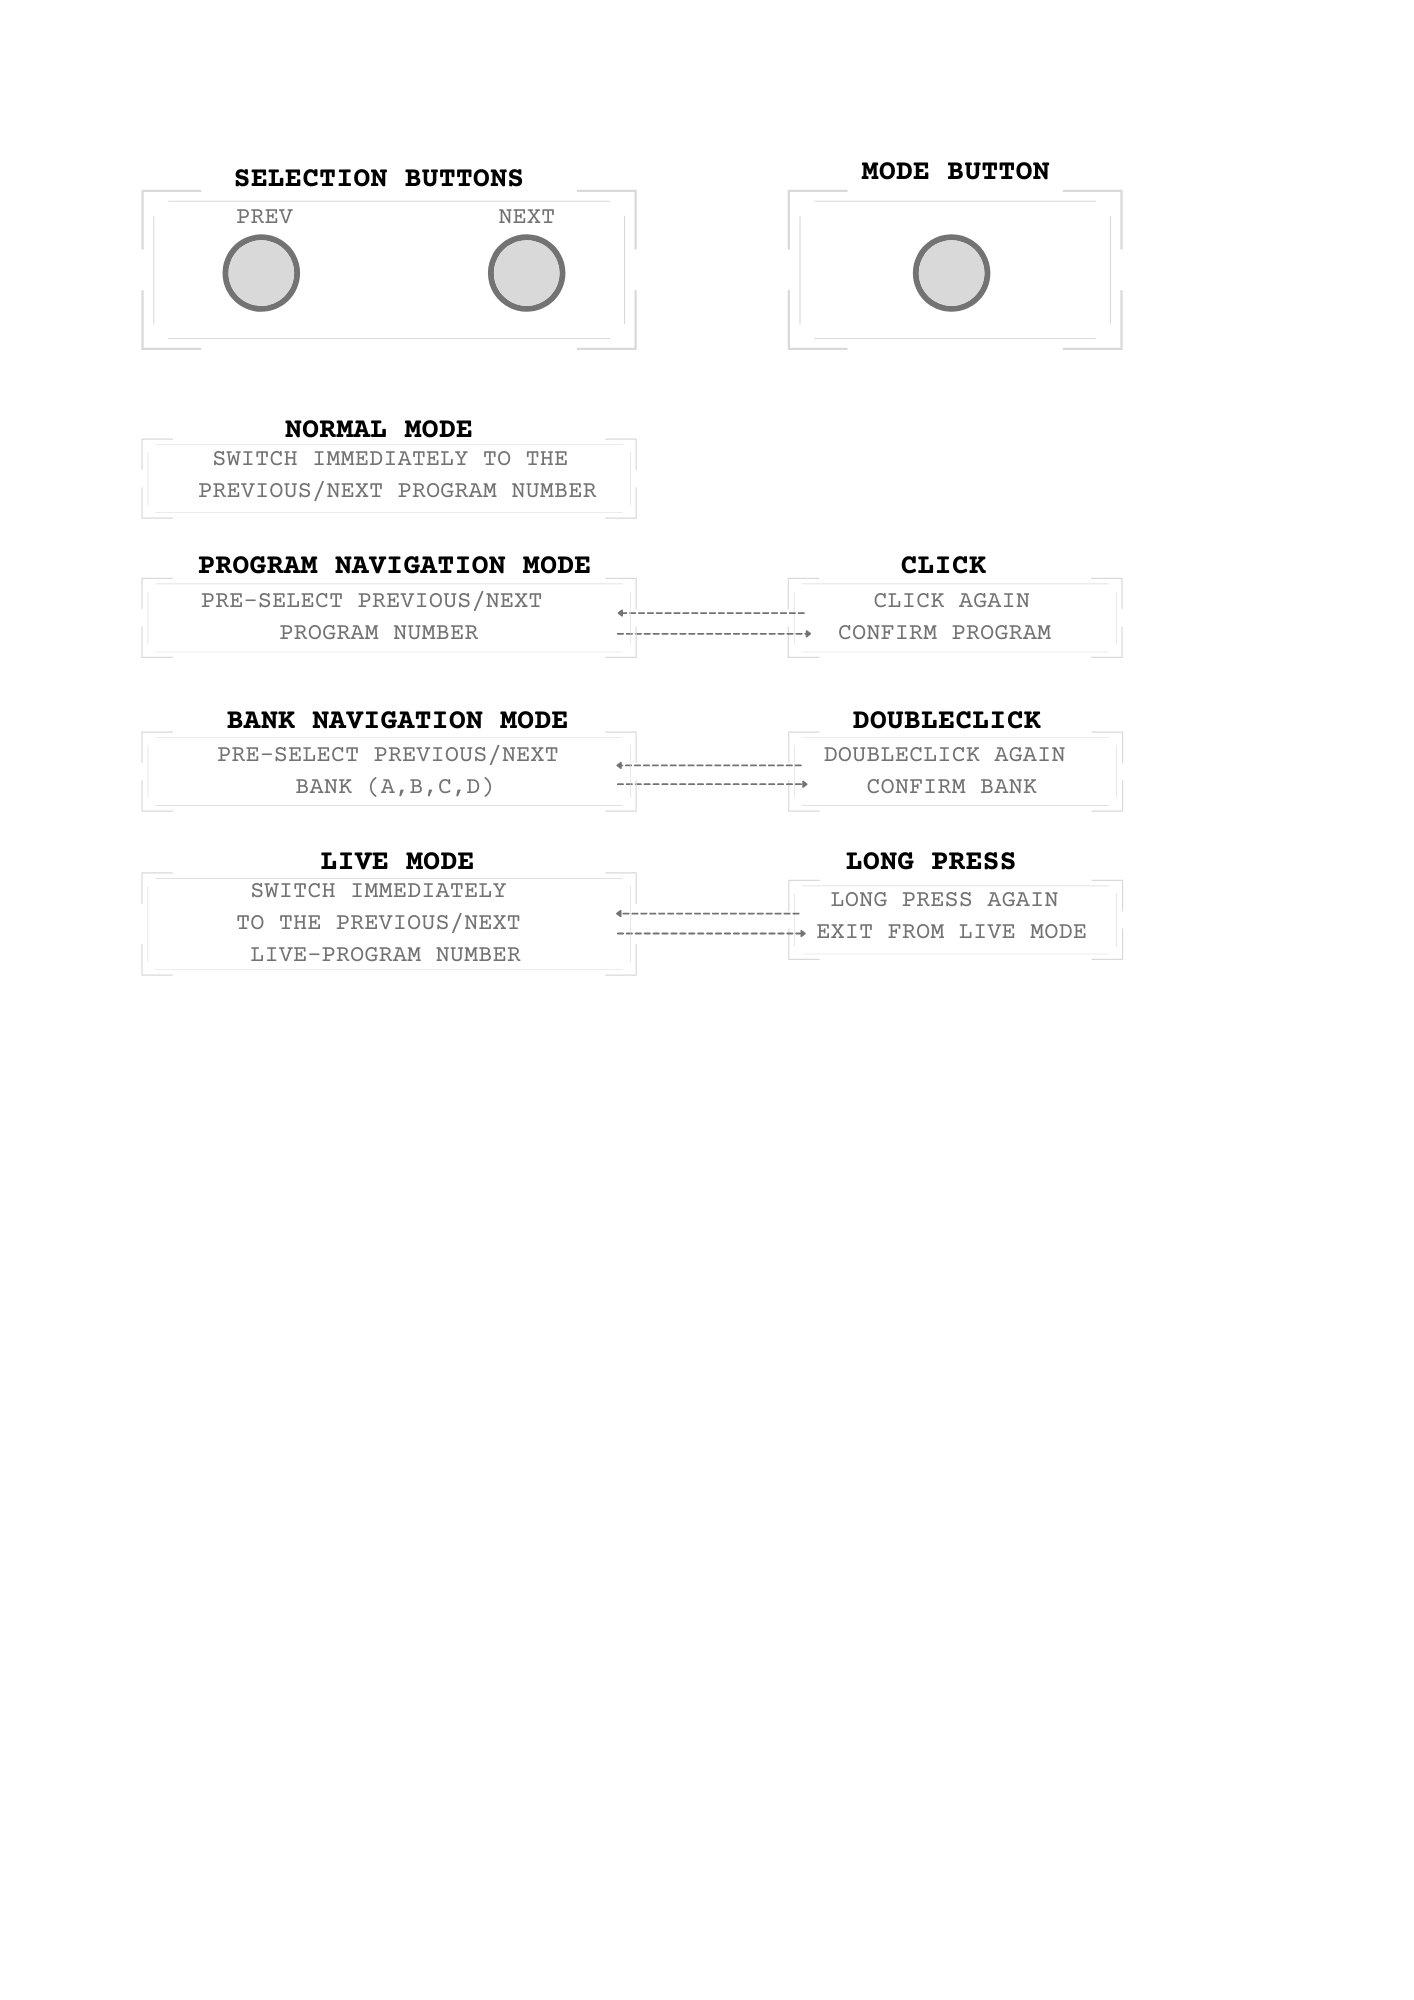 SELECTION BUTTONS
MODE BUTTON
PREV
NEXT
NORMAL MODE
SWITCH IMMEDIATELY TO THE
PREVIOUS/NEXT PROGRAM NUMBER
PROGRAM NAVIGATION MODE
PRE-SELECT PREVIOUS/NEXT
PROGRAM NUMBER
CLICK
CLICK AGAIN
CONFIRM PROGRAM
BANK NAVIGATION MODE
PRE-SELECT PREVIOUS/NEXT
BANK (A,B,C,D)
DOUBLECLICK
DOUBLECLICK AGAIN
CONFIRM BANK
LIVE MODE
SWITCH IMMEDIATELY
TO THE PREVIOUS/NEXT
LIVE-PROGRAM NUMBER
LONG PRESS
LONG PRESS AGAIN
EXIT FROM LIVE MODE